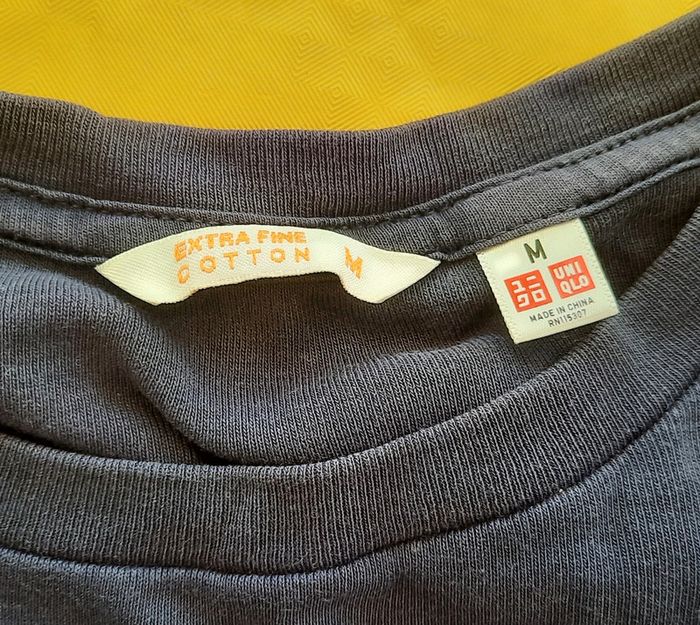 EXTRA FINE
COTTON
M
M
ユニ
クロ
UNI
QLO
MADE IN CHINA
RN115307